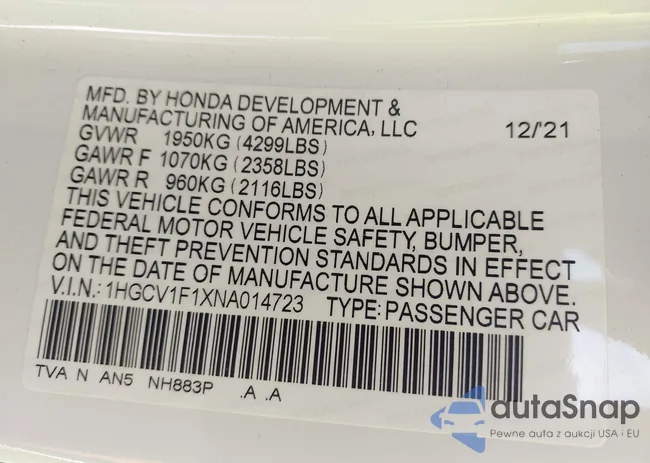 MFD. BY HONDA DEVELOPMENT &
MANUFACTURING OF AMERICA, LLC 12/'21
GVWR 1950KG (4299LBS)
GAWR F 1070KG (2358LBS)
GAWR R 960KG (2116LBS)
THIS VEHICLE CONFORMS TO ALL APPLICABLE
FEDERAL MOTOR VEHICLE SAFETY, BUMPER,
AND THEFT PREVENTION STANDARDS IN EFFECT
ON THE DATE OF MANUFACTURE SHOWN ABOVE.
V.I.N.: 1HGCV1F1XNA014723 TYPE: PASSENGER CAR
TVA N AN5 NH883P .A .A
autaSnap
Pewne auta z aukcji USA i EU